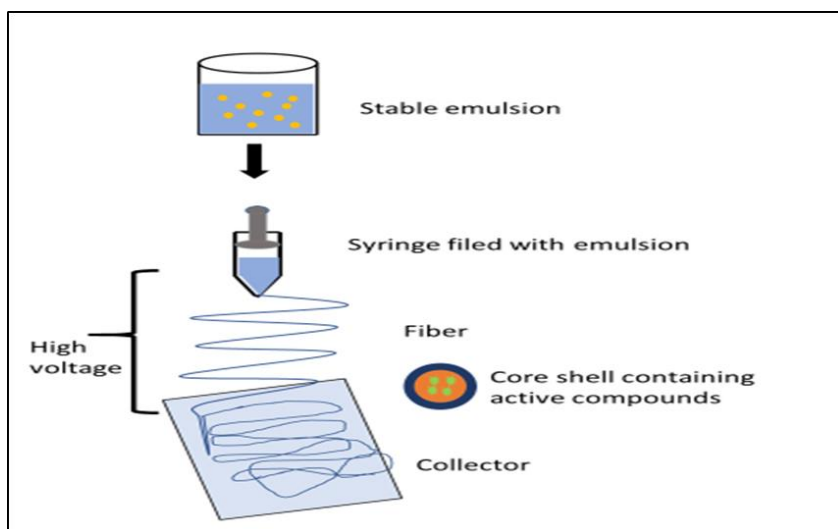 Stable emulsion
Syringe filed with emulsion
High
voltage
Fiber
Core shell containing
active compounds
Collector